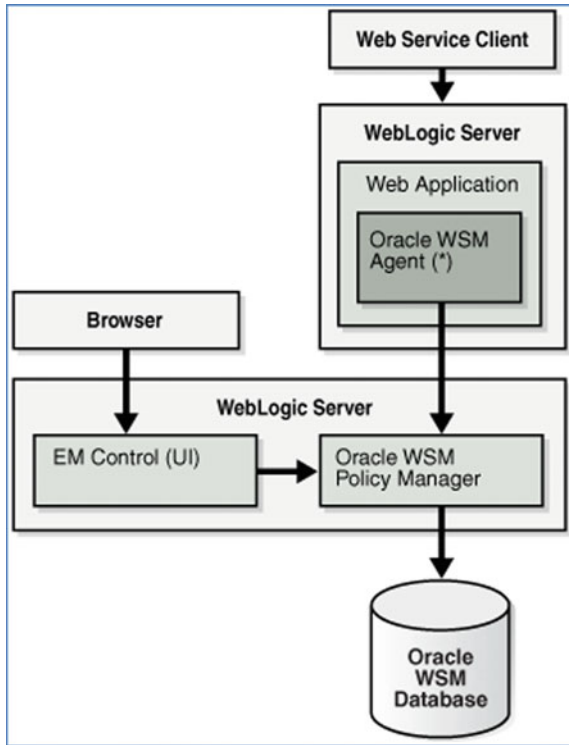 Web Service Client
WebLogic Server
Web Application
Oracle WSM
Agent (*)
Browser
WebLogic Server
EM Control (UI)
Oracle WSM
Policy Manager
Oracle
WSM
Database